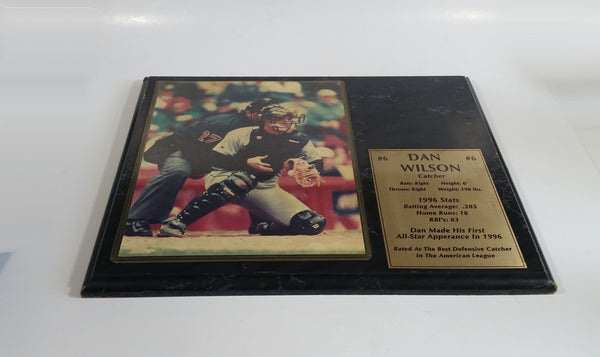 27
#6 DAN #6
WILSON
Catcher
Bats: Right Height: 6'
Throws: Right Weight: 190 lbs.
1996 Stats
Batting Average: .285
Home Runs: 18
RBI's: 83
Dan Made His First
All-Star Apperance In 1996
Rated As The Best Defensive Catcher
In The American League